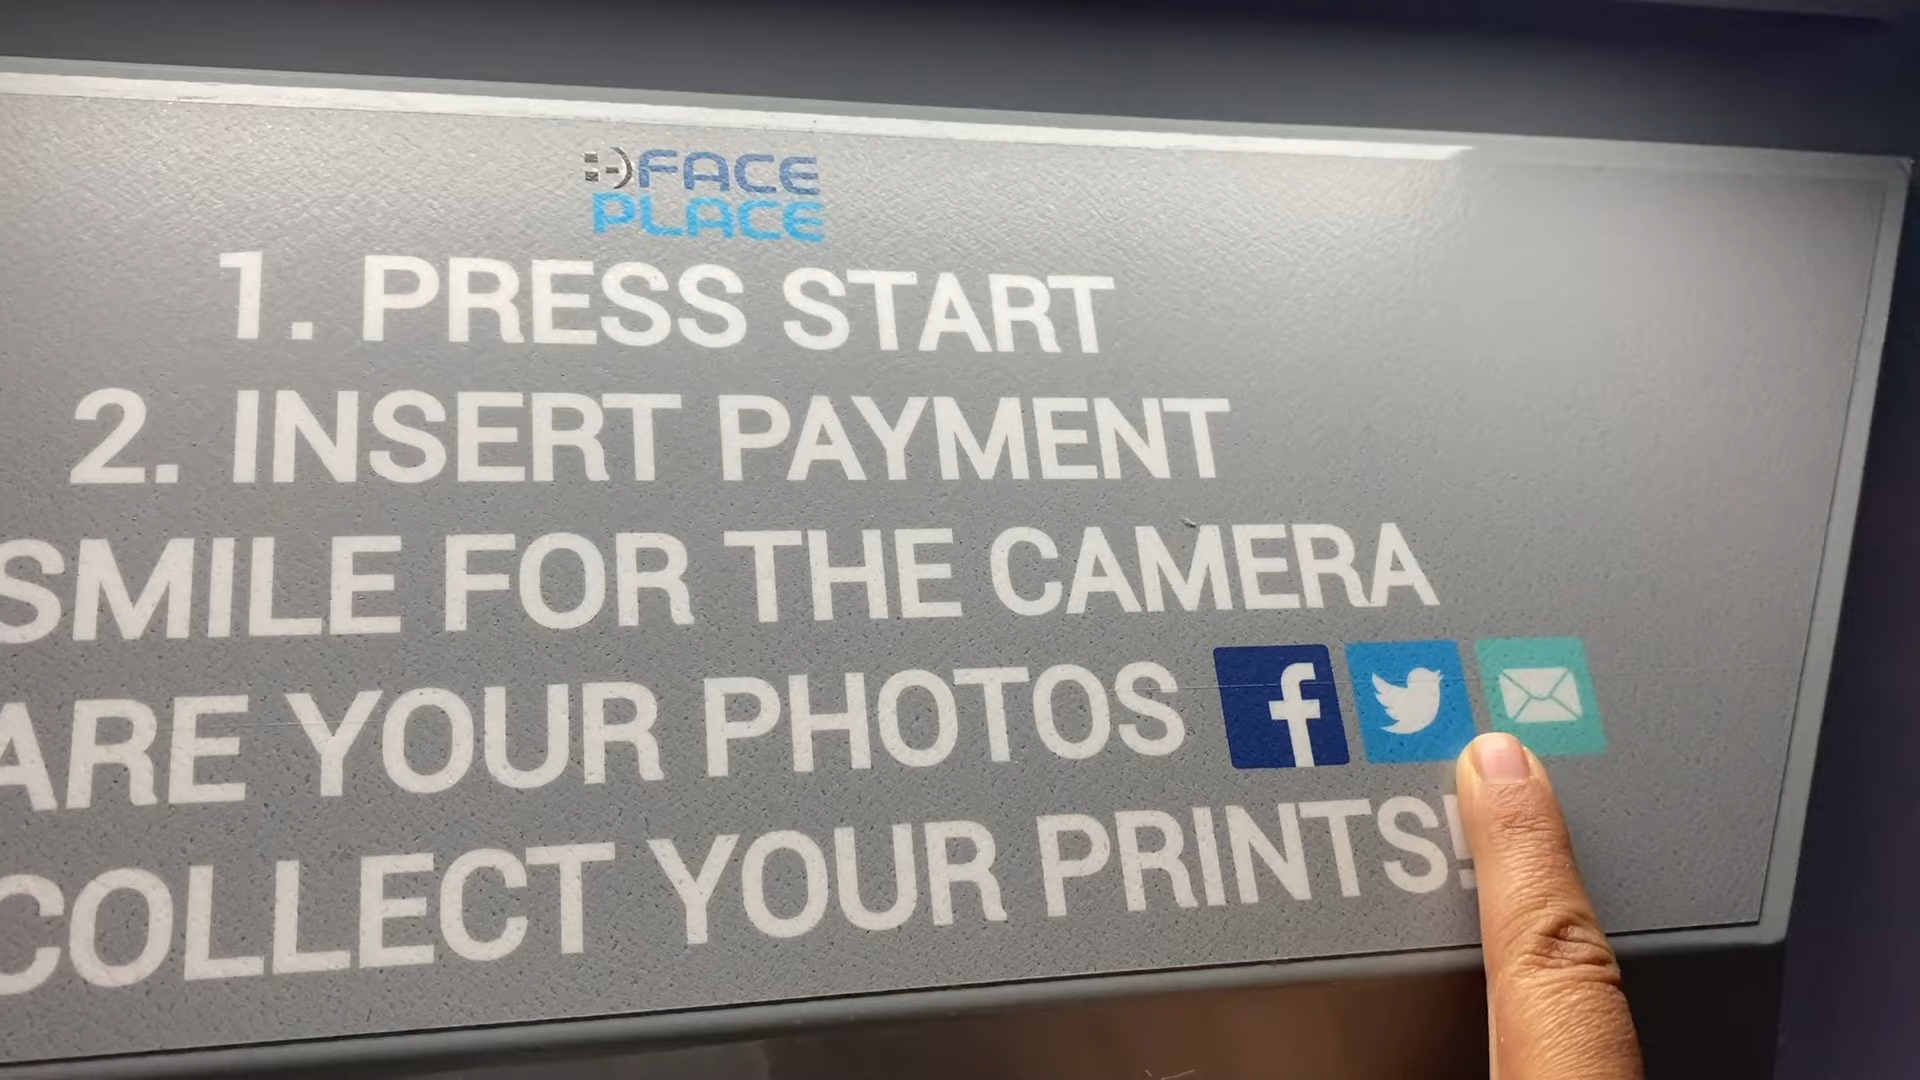 FACE
PLACE
1. PRESS START
2. INSERT PAYMENT
SMILE FOR THE CAMERA
ARE YOUR PHOTOS f
COLLECT YOUR PRINTS!